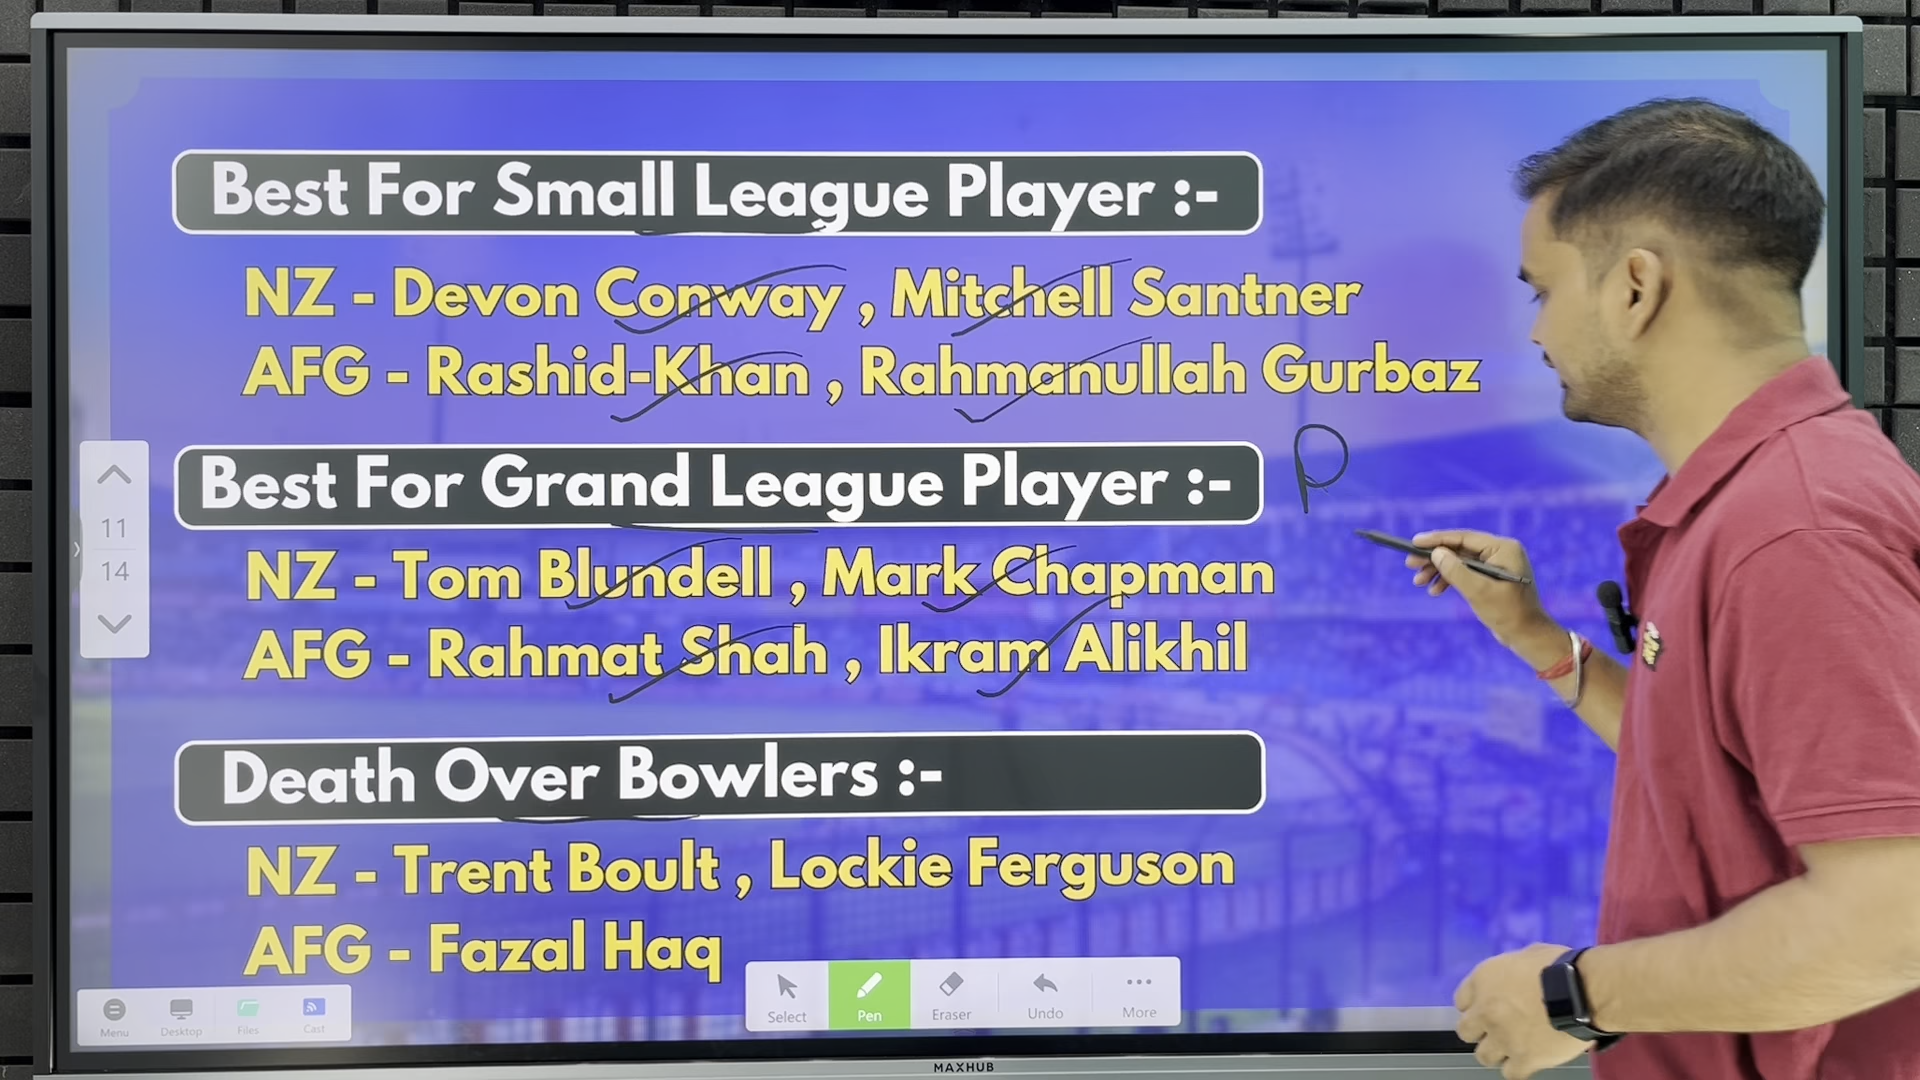 Best For Small League Player :-
NZ - Devon Conway , Mitchell Santner
AFG - Rashid-Khan , Rahmanullah Gurbaz
Best For Grand League Player :-
P
NZ - Tom Blundell , Mark Chapman
AFG - Rahmat Shah , Ikram Alikhil
Death Over Bowlers :-
NZ - Trent Boult , Lockie Ferguson
AFG - Fazal Haq
11
14
Menu Desktop Files Cast
Select Pen Eraser Undo More
MAXHUB